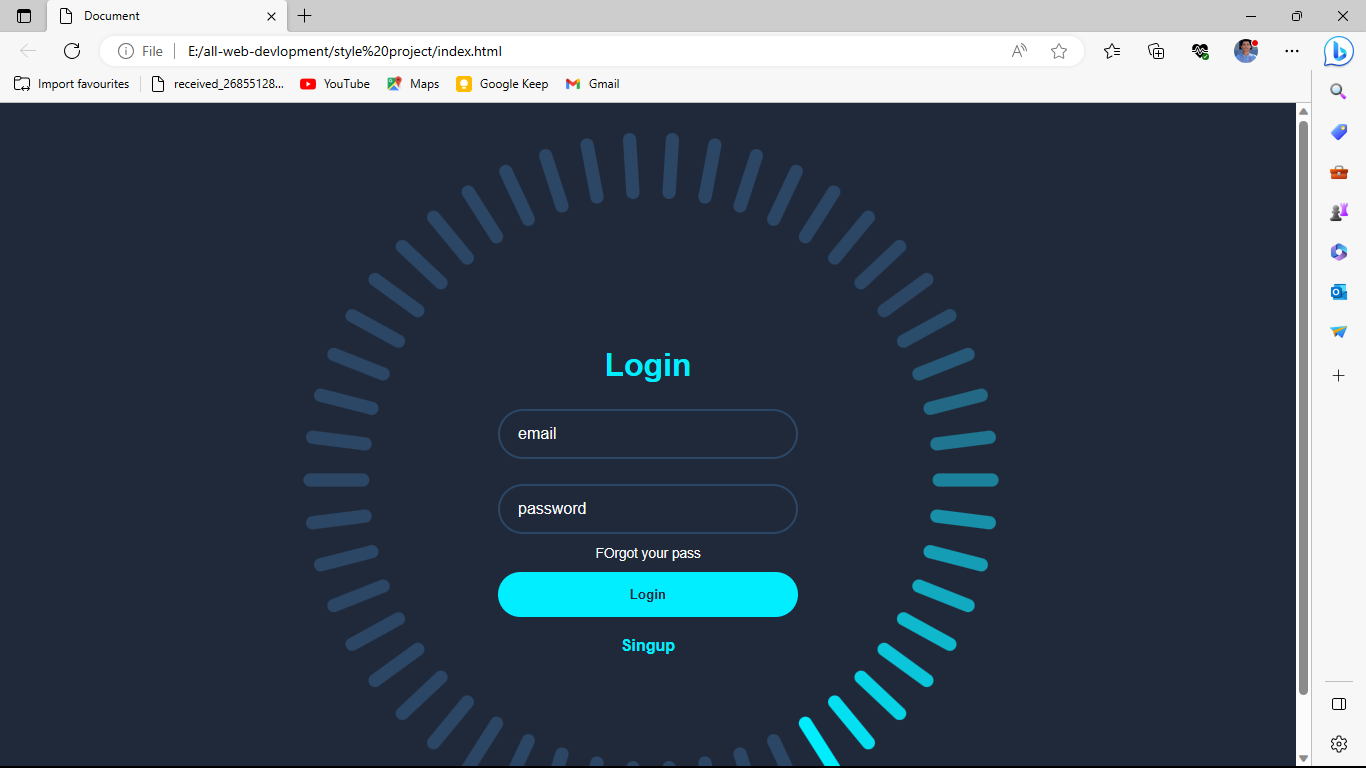 Document
File
E:/all-web-devlopment/style%20project/index.html
Import favourites
received_26855128...
YouTube
Maps
Google Keep
Gmail
Login
email
password
FOrgot your pass
Login
Singup